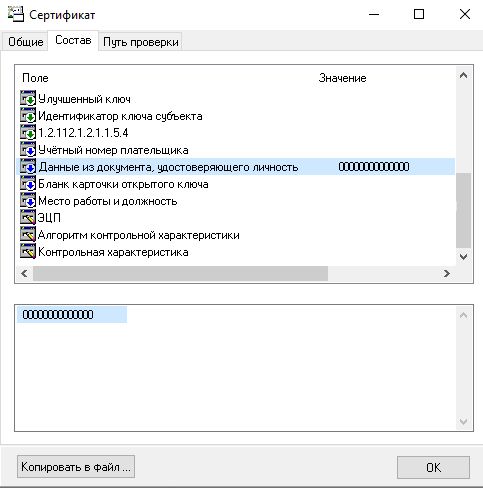 Сертификат
Общие Состав Путь проверки
Поле Значение
Улучшенный ключ
Идентификатор ключа субъекта
1.2.112.1.2.1.1.5.4
Учётный номер плательщика
Данные из документа, удостоверяющего личность 00000000000000
Бланк карточки открытого ключа
Место работы и должность
ЭЦП
Алгоритм контрольной характеристики
Контрольная характеристика
00000000000000
Копировать в файл ... OK